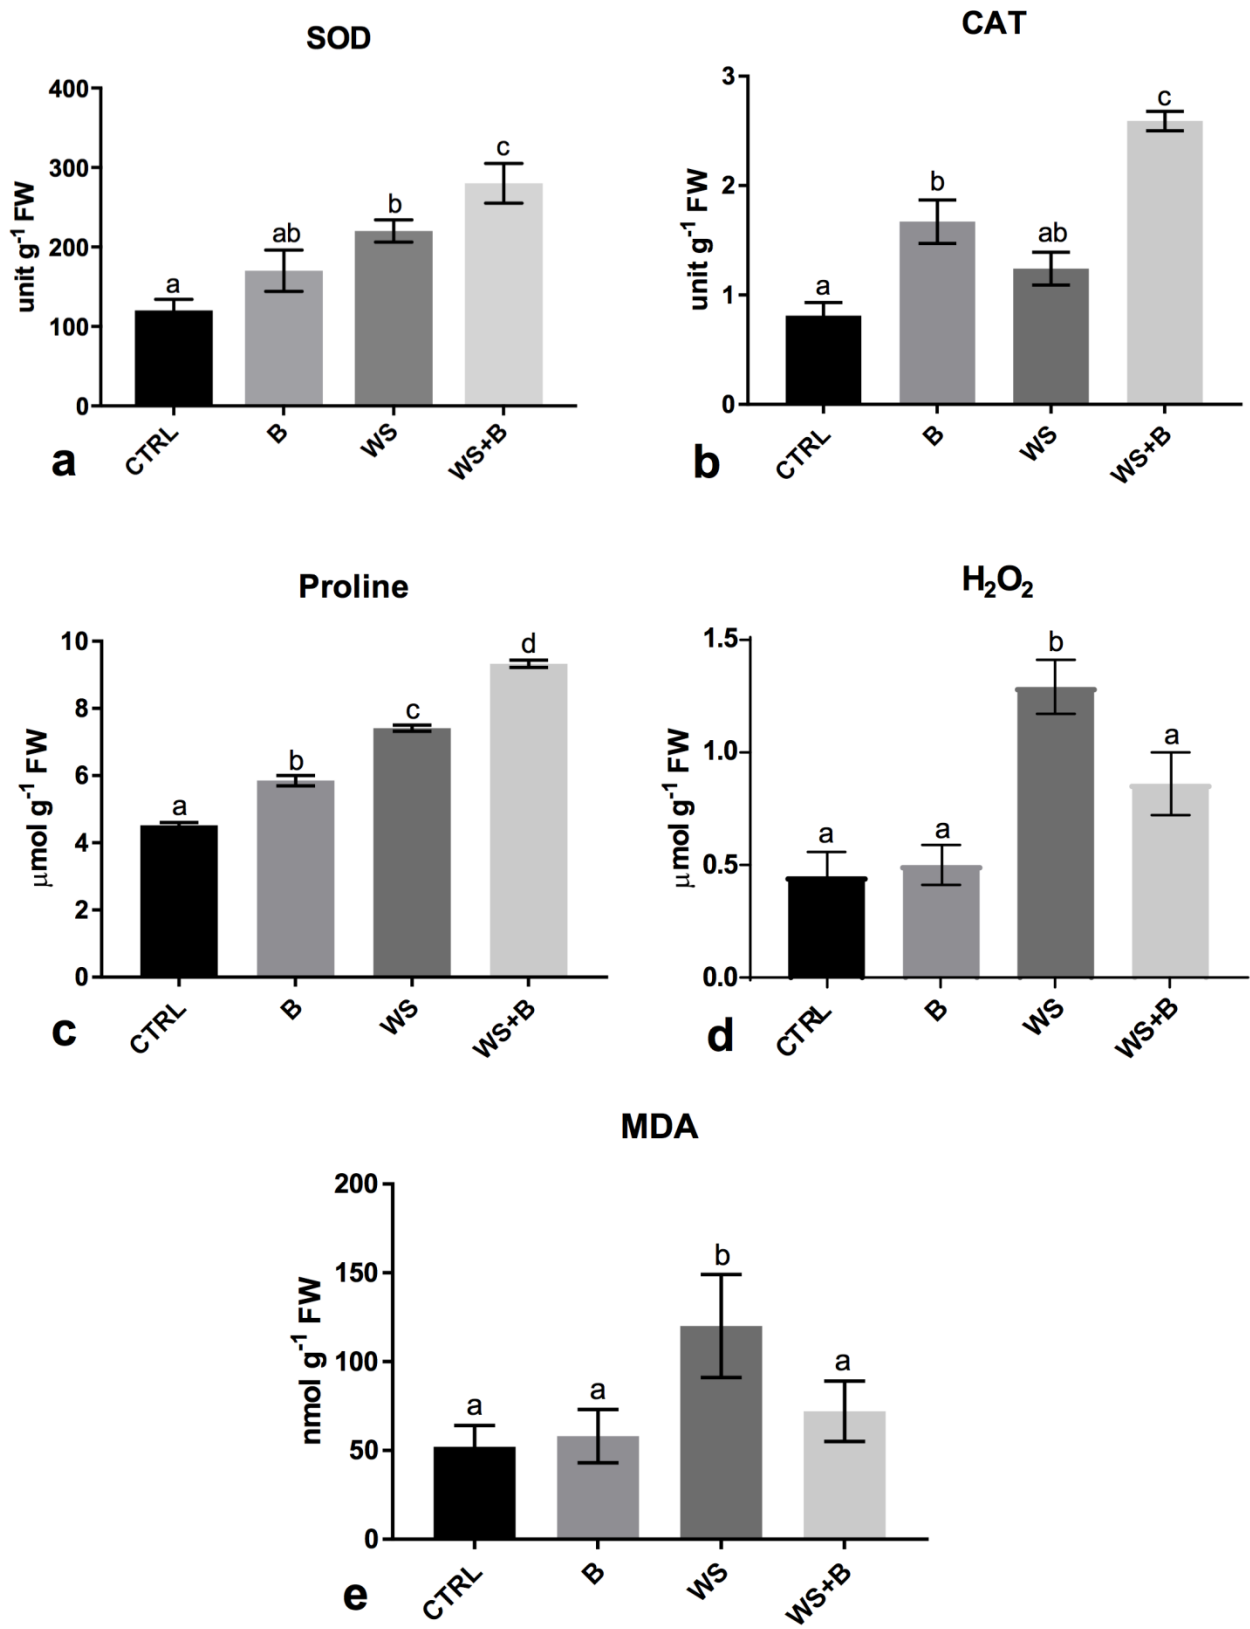 SOD
400
300
200
100
0
unit g⁻¹ FW
a
ab
b
c
CTRL
B
WS
WS+B
a
CAT
3
2
1
0
unit g⁻¹ FW
a
b
ab
c
CTRL
B
WS
WS+B
b
Proline
10
8
6
4
2
0
μmol g⁻¹ FW
a
b
c
d
CTRL
B
WS
WS+B
c
H₂O₂
1.5
1.0
0.5
0.0
μmol g⁻¹ FW
a
a
b
a
CTRL
B
WS
WS+B
d
MDA
200
150
100
50
0
nmol g⁻¹ FW
a
a
b
a
CTRL
B
WS
WS+B
e